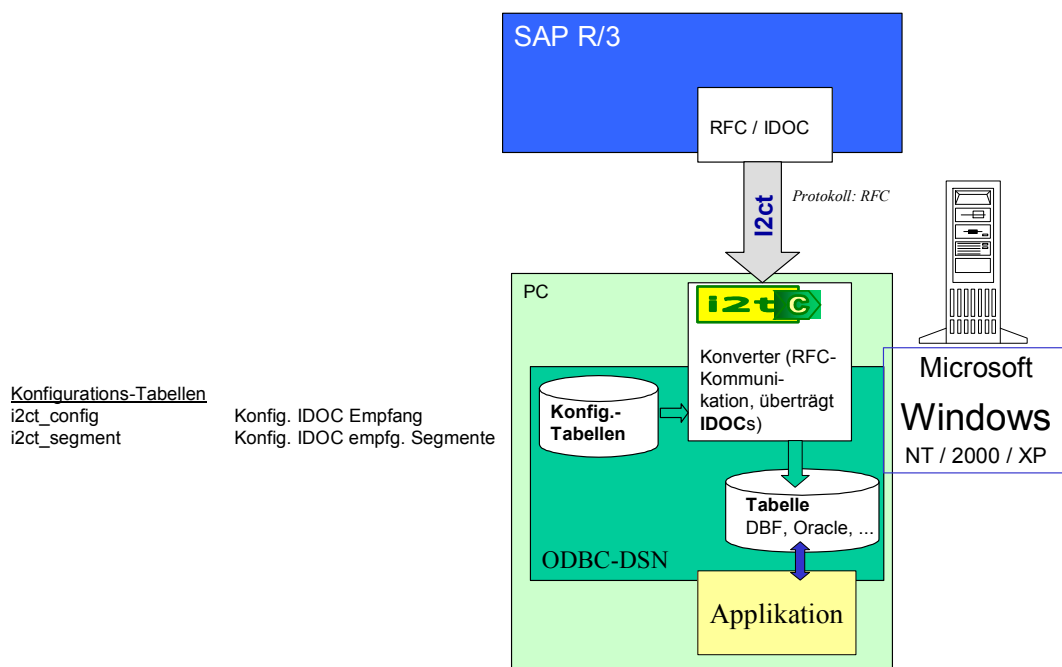 SAP R/3
RFC / IDOC
I2ct
Protokoll: RFC
PC
i2t C
Konverter (RFC-
Kommuni-
kation, überträgt
IDOCs)
Konfig.-
Tabellen
Tabelle
DBF, Oracle, ...
ODBC-DSN
Applikation
Microsoft
Windows
NT / 2000 / XP
Konfigurations-Tabellen
i2ct_config Konfig. IDOC Empfang
i2ct_segment Konfig. IDOC empfg. Segmente